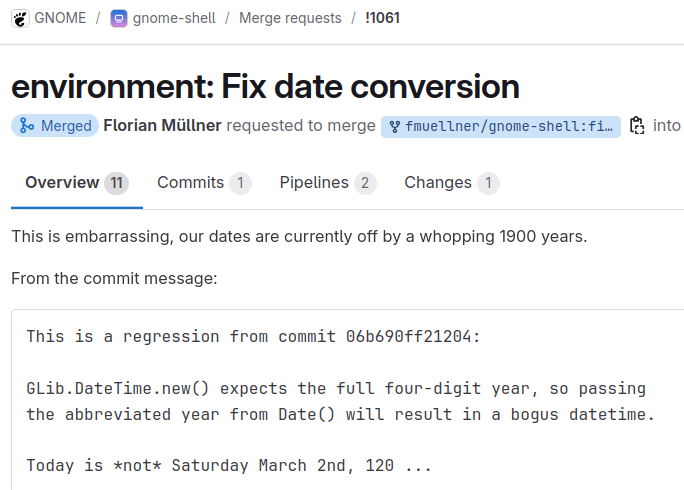 GNOME / gnome-shell / Merge requests / !1061
environment: Fix date conversion
Merged Florian Müllner requested to merge fmuellner/gnome-shell:fi… into
Overview 11 Commits 1 Pipelines 2 Changes 1
This is embarrassing, our dates are currently off by a whopping 1900 years.
From the commit message:
This is a regression from commit 06b690ff21204:
GLib.DateTime.new() expects the full four-digit year, so passing
the abbreviated year from Date() will result in a bogus datetime.
Today is *not* Saturday March 2nd, 120 ...